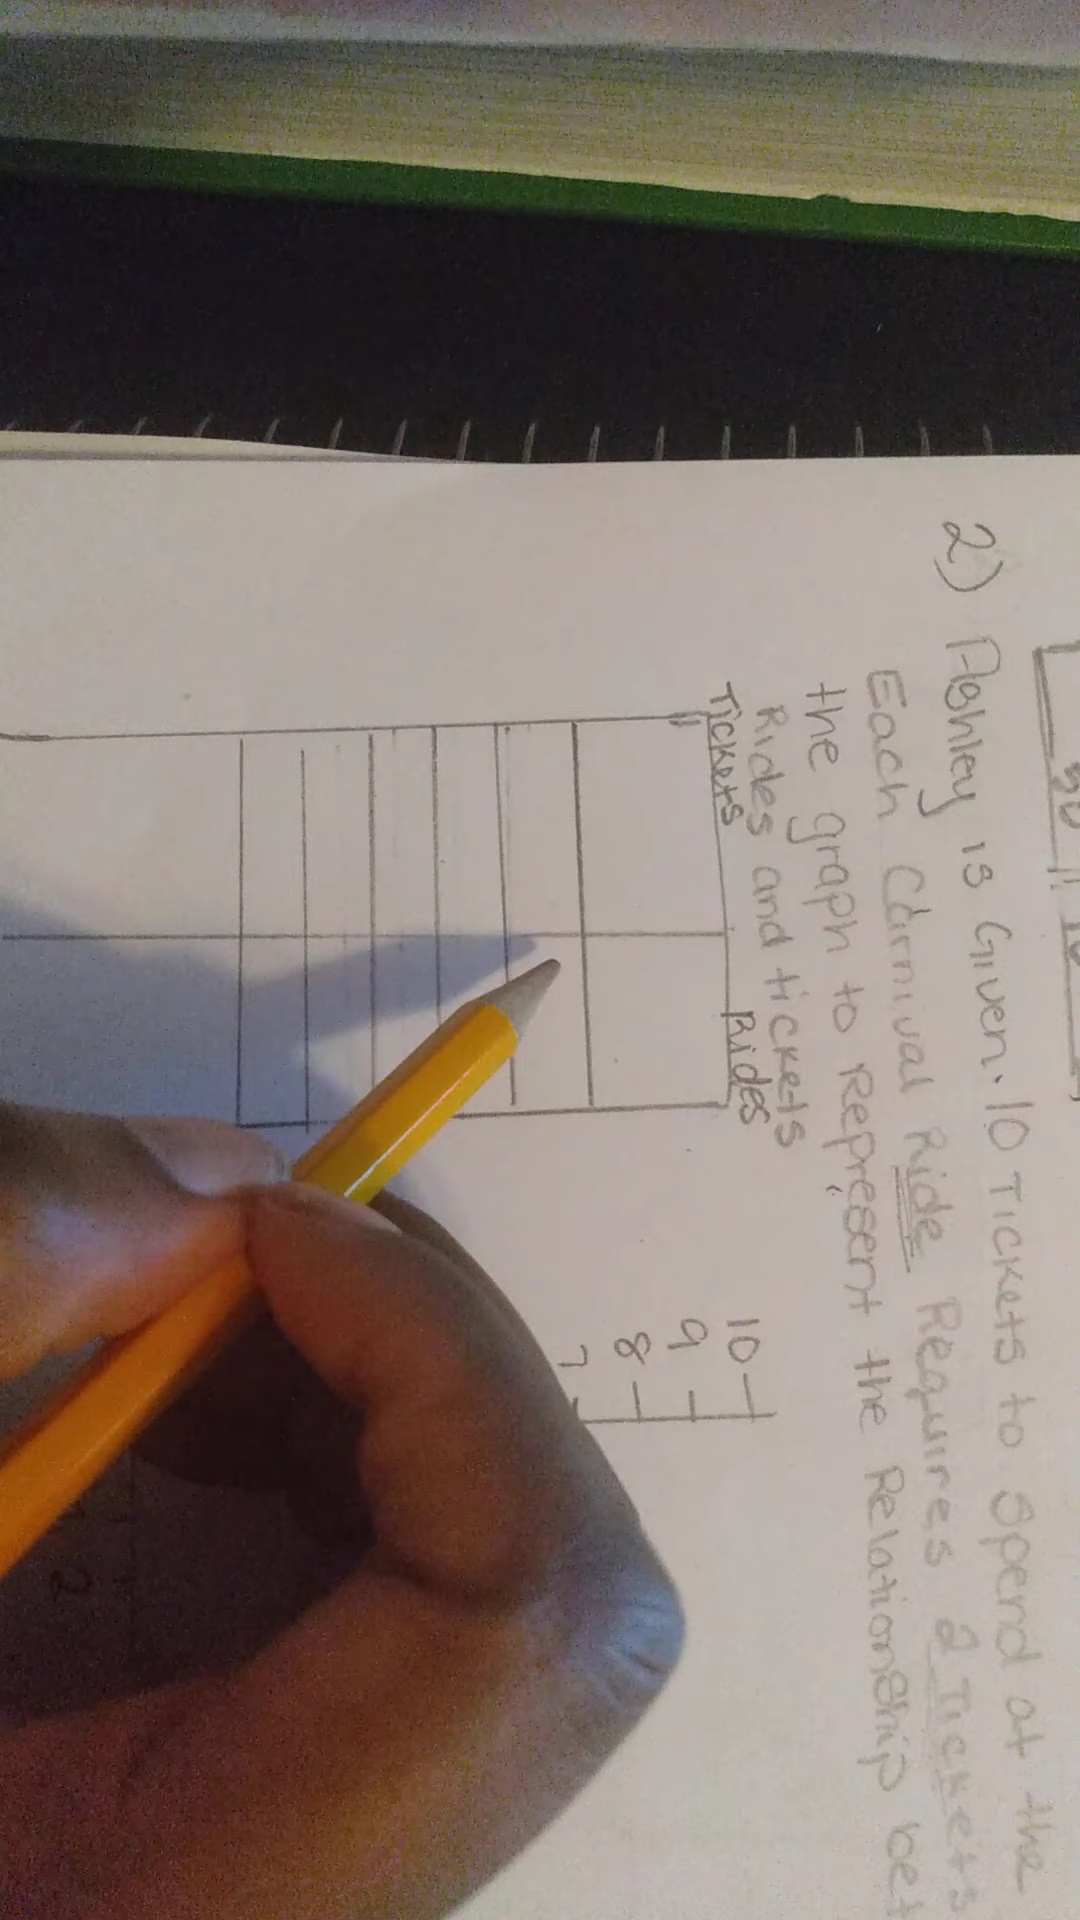 2) Ashley is Given. 10 Tickets to Spend at the
Each Carnival Ride Requires 2 Tickets
the graph to Represent the Relationship bet
Rides and tickets
Tickets Rides
10
9
8
7
2